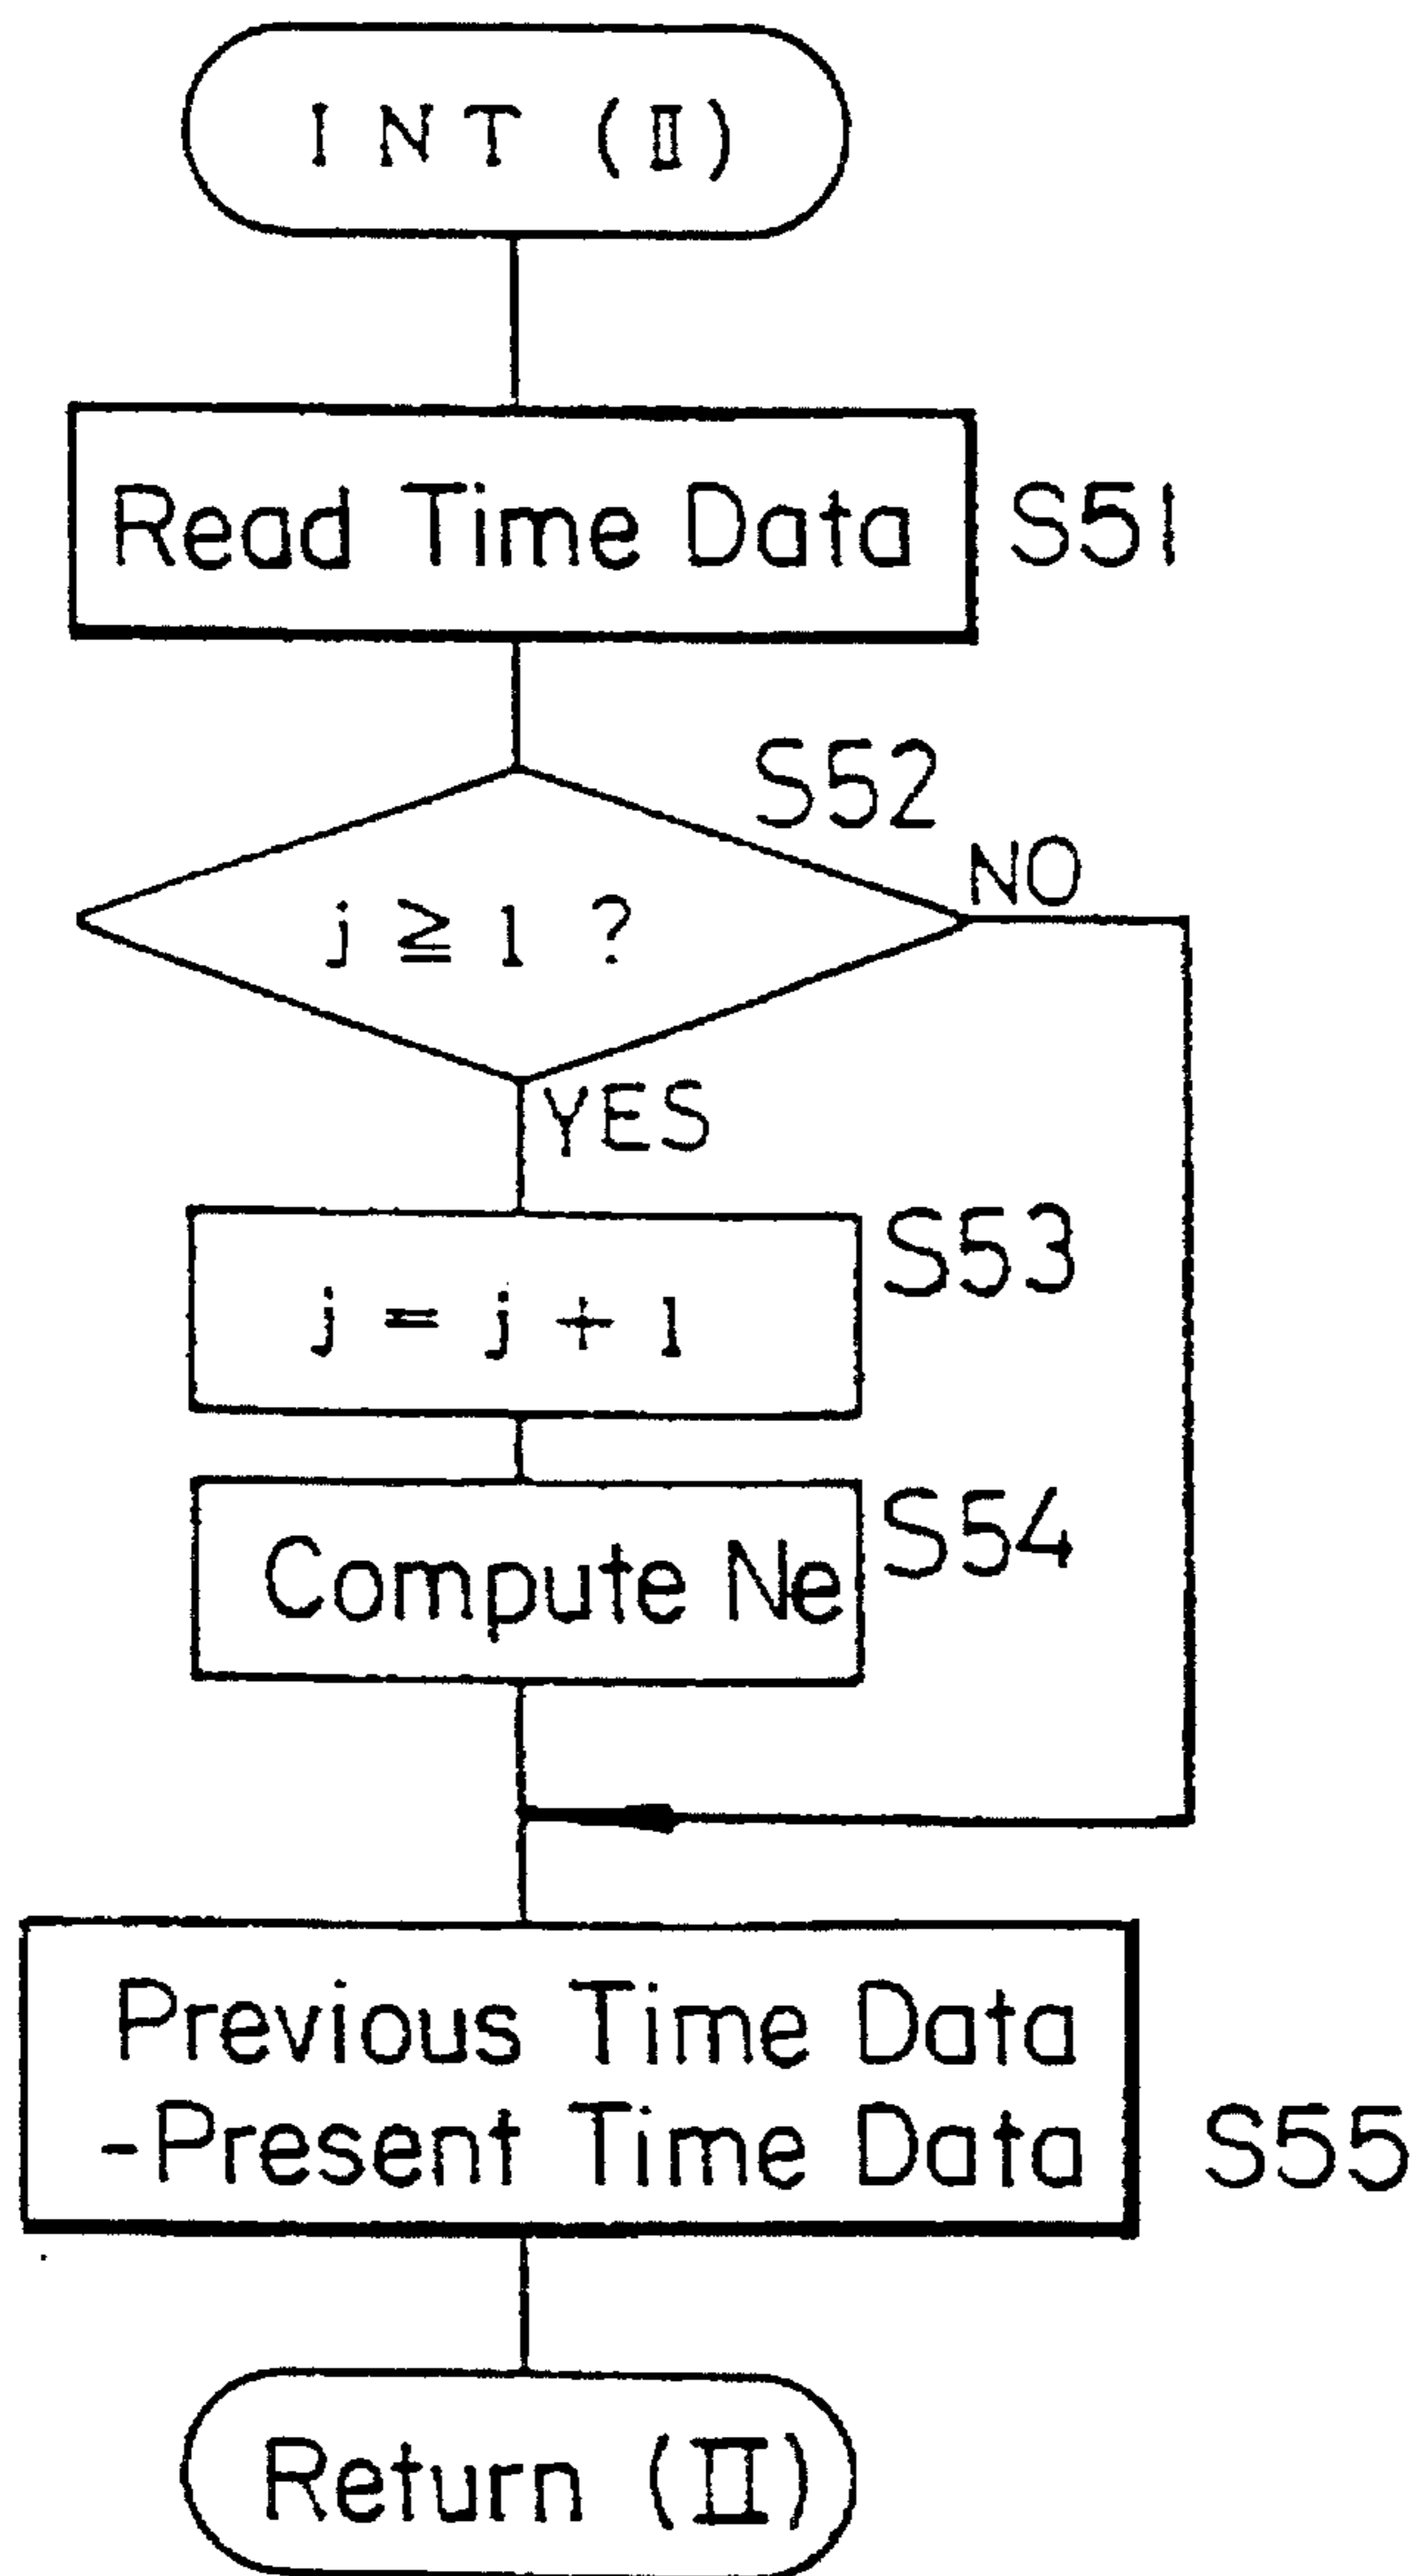 INT (II)
Read Time Data S51
S52
j ≧ 1 ?
NO
YES
S53
j = j + 1
S54
Compute Ne
Previous Time Data
-Present Time Data S55
Return (II)